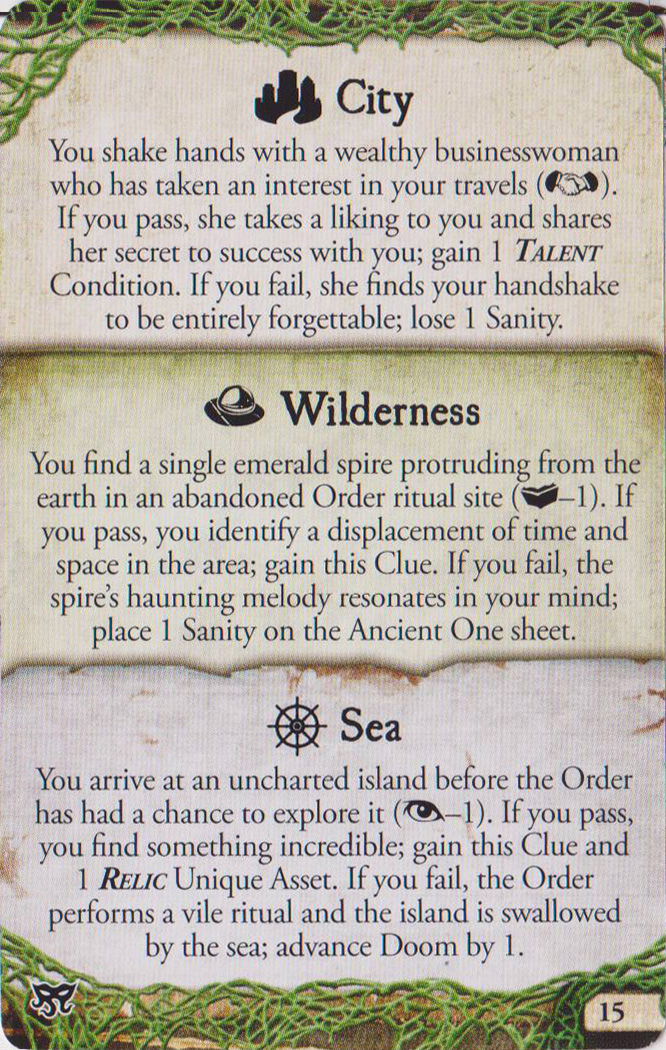 City
You shake hands with a wealthy businesswoman
who has taken an interest in your travels ( ).
If you pass, she takes a liking to you and shares
her secret to success with you; gain 1 TALENT
Condition. If you fail, she finds your handshake
to be entirely forgettable; lose 1 Sanity.
Wilderness
You find a single emerald spire protruding from the
earth in an abandoned Order ritual site ( –1). If
you pass, you identify a displacement of time and
space in the area; gain this Clue. If you fail, the
spire's haunting melody resonates in your mind;
place 1 Sanity on the Ancient One sheet.
Sea
You arrive at an uncharted island before the Order
has had a chance to explore it ( –1). If you pass,
you find something incredible; gain this Clue and
1 RELIC Unique Asset. If you fail, the Order
performs a vile ritual and the island is swallowed
by the sea; advance Doom by 1.
15